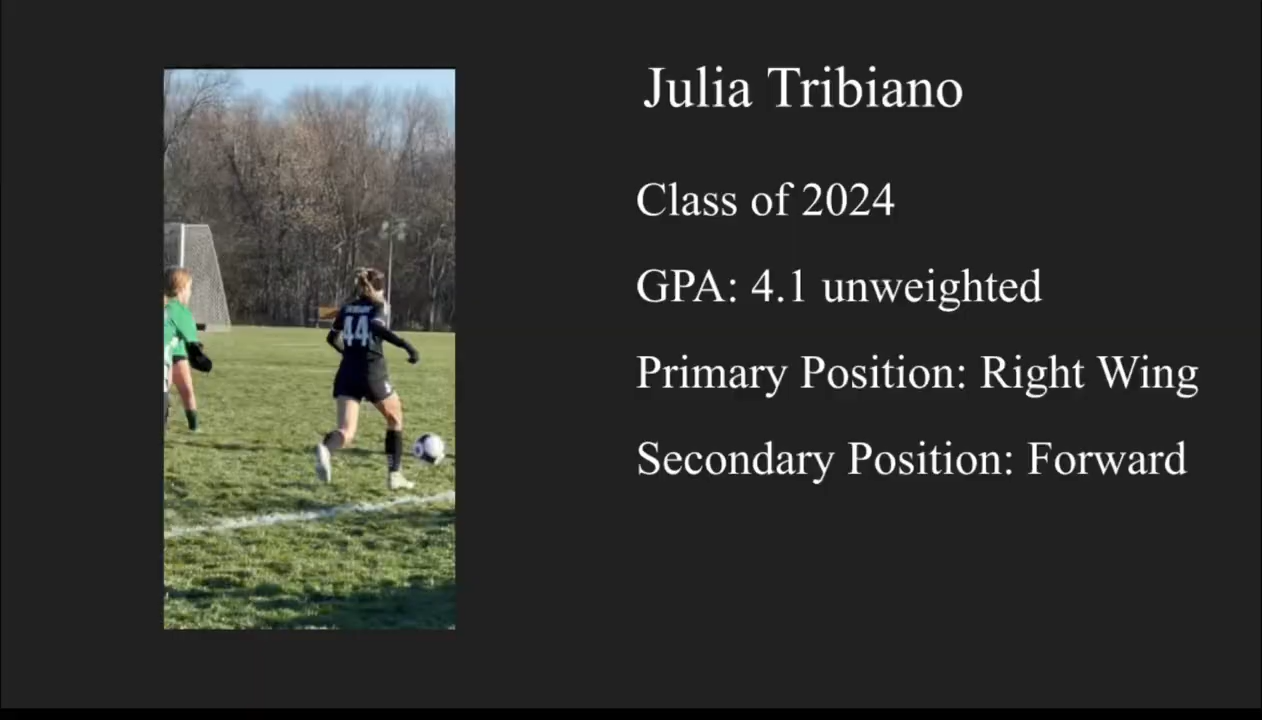 Julia Tribiano
Class of 2024
GPA: 4.1 unweighted
Primary Position: Right Wing
Secondary Position: Forward
44